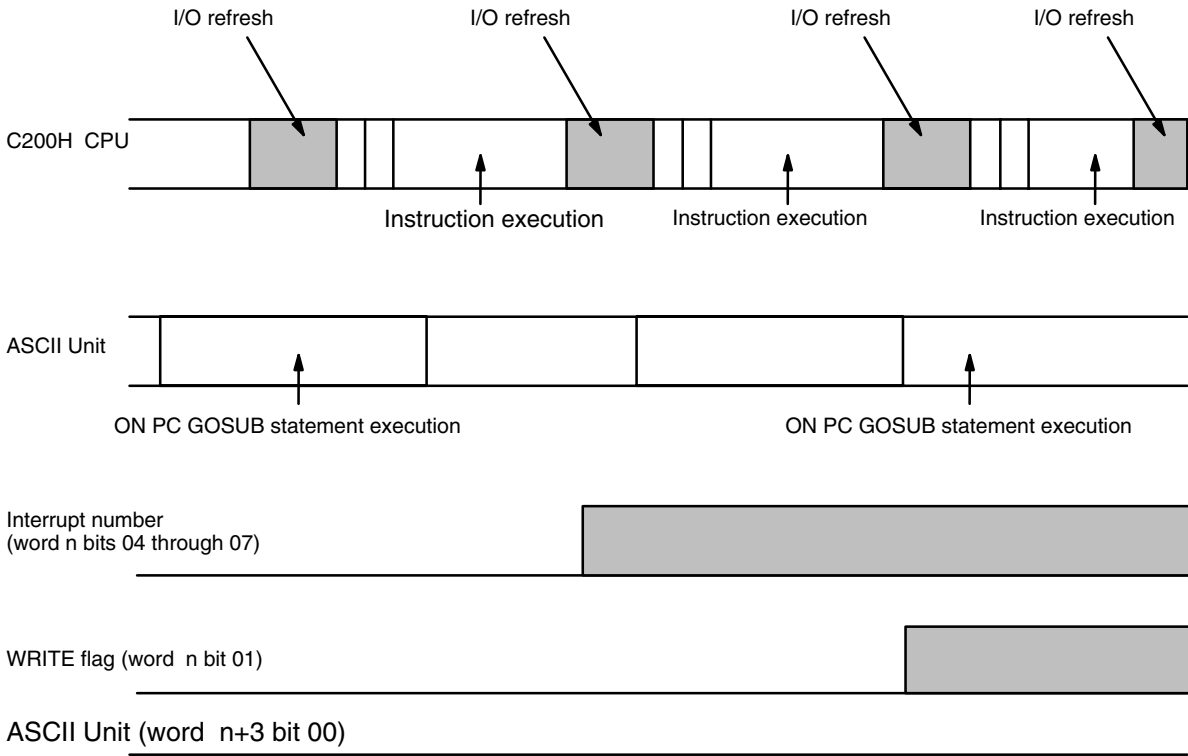 I/O refresh
I/O refresh
I/O refresh
I/O refresh
C200H CPU
Instruction execution
Instruction execution
Instruction execution
ASCII Unit
ON PC GOSUB statement execution
ON PC GOSUB statement execution
Interrupt number
(word n bits 04 through 07)
WRITE flag (word n bit 01)
ASCII Unit (word n+3 bit 00)